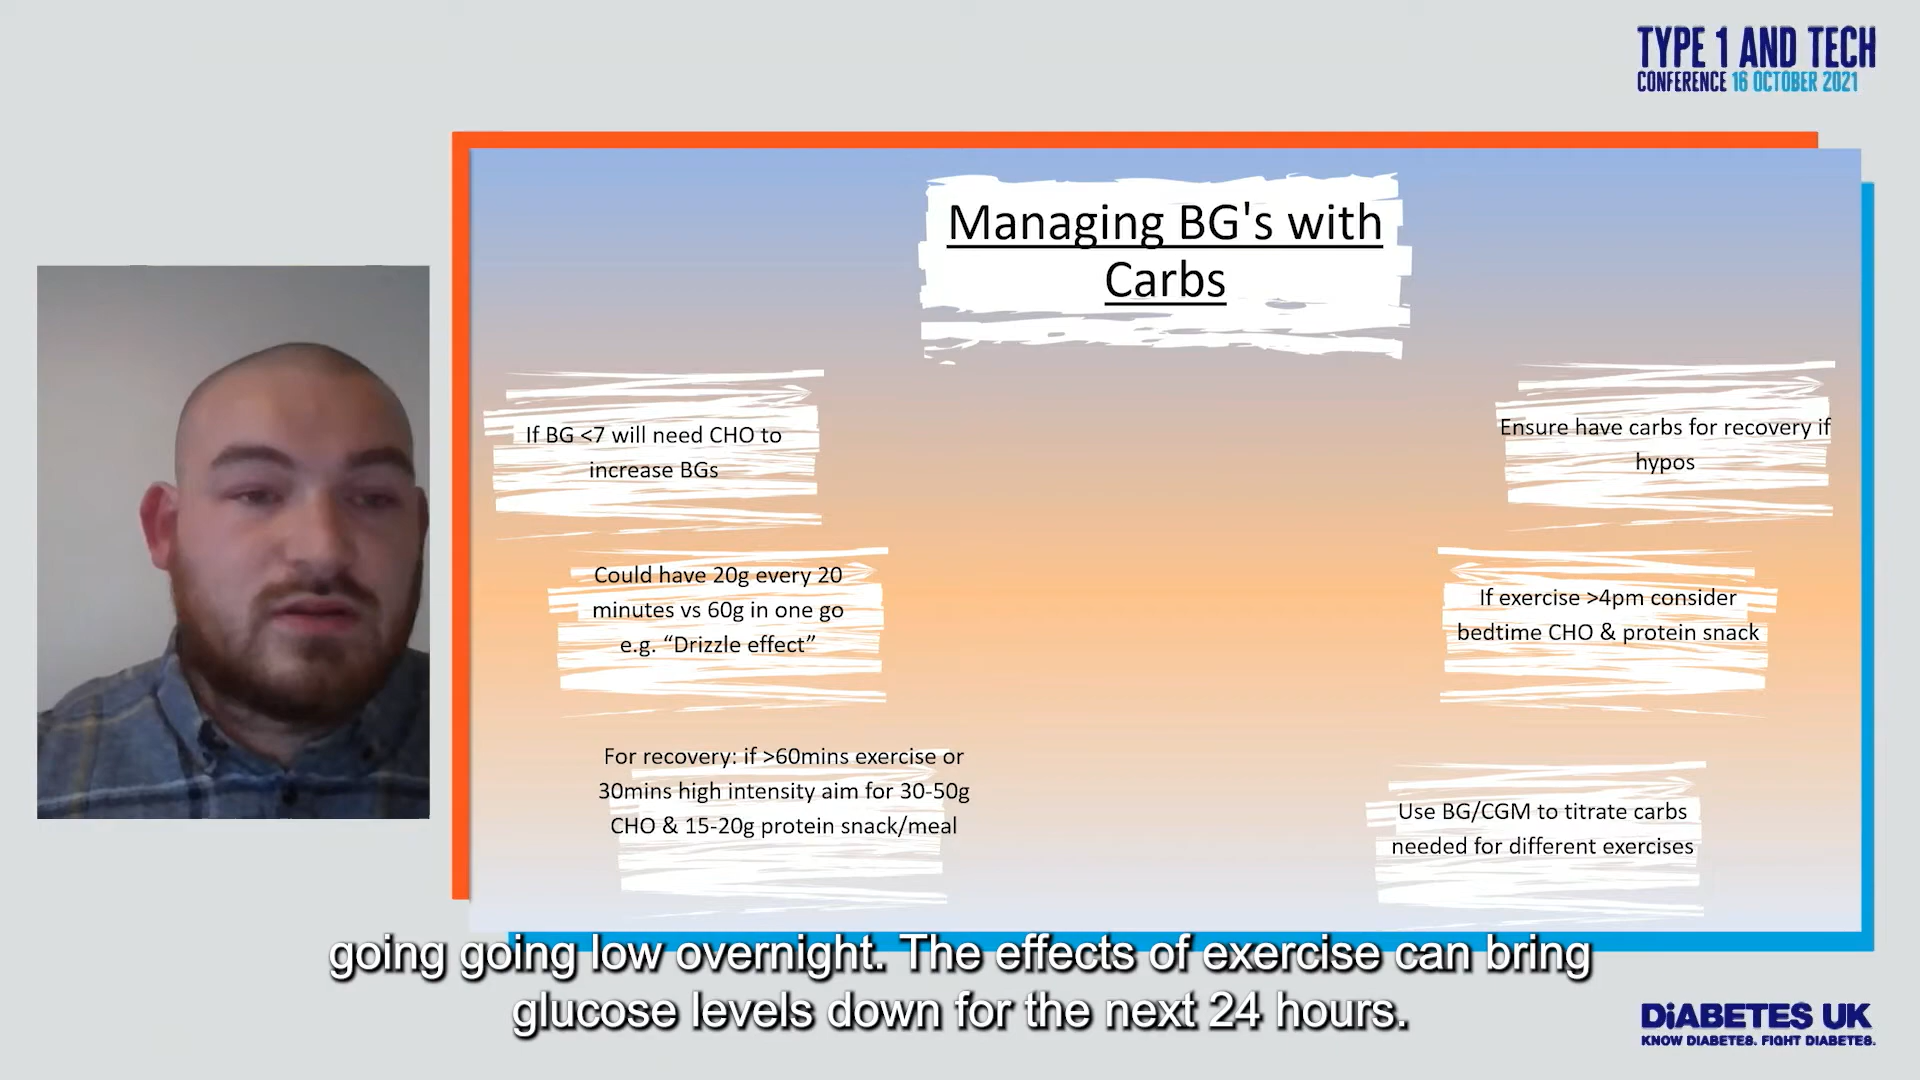 TYPE 1 AND TECH
CONFERENCE 16 OCTOBER 2021
Managing BG's with
Carbs
If BG <7 will need CHO to
increase BGs
Could have 20g every 20
minutes vs 60g in one go
e.g. “Drizzle effect”
For recovery: if >60mins exercise or
30mins high intensity aim for 30-50g
CHO & 15-20g protein snack/meal
Ensure have carbs for recovery if
hypos
If exercise >4pm consider
bedtime CHO & protein snack
Use BG/CGM to titrate carbs
needed for different exercises
going going low overnight. The effects of exercise can bring
glucose levels down for the next 24 hours.
DiABETES UK
KNOW DIABETES. FIGHT DIABETES.